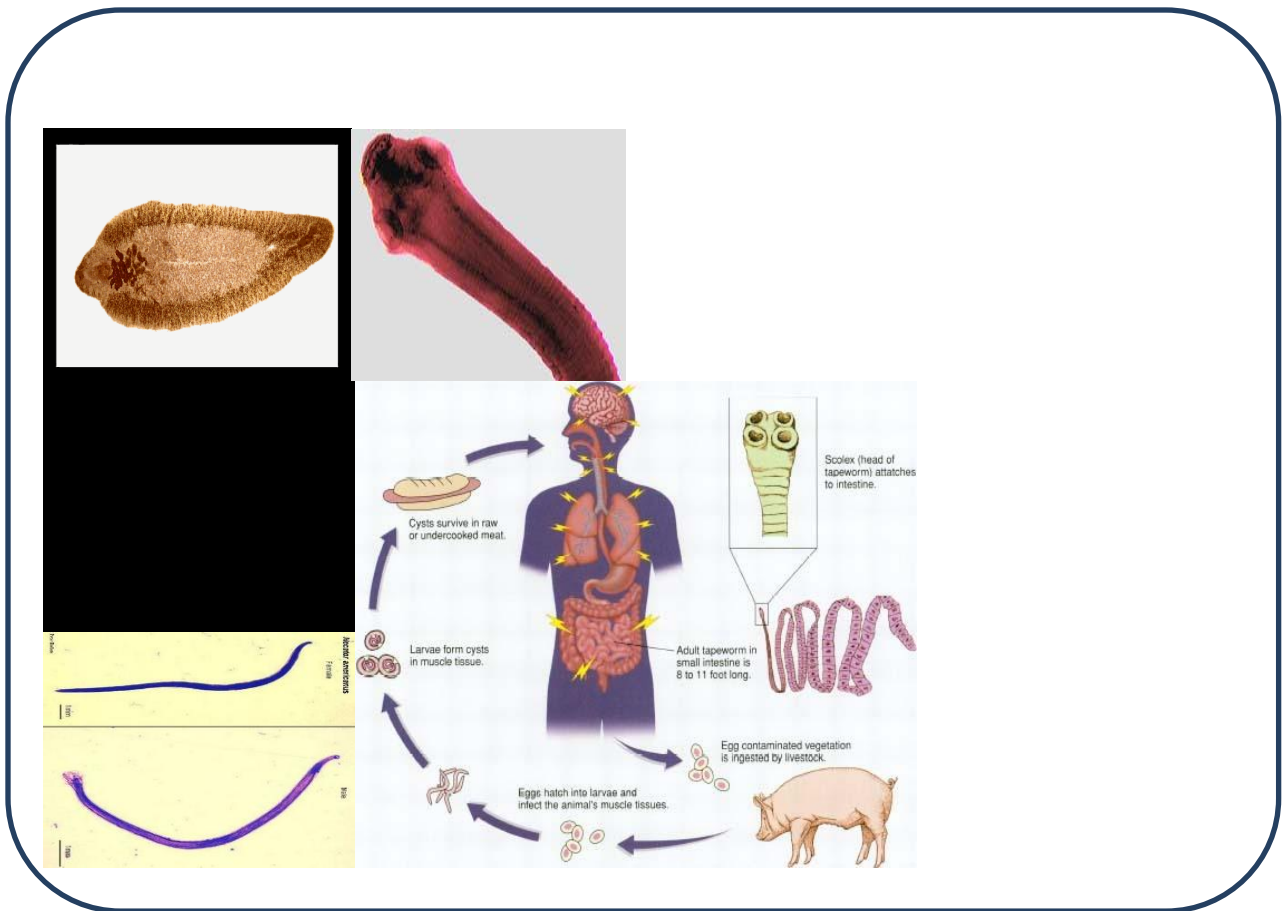 Scolex (head of
tapeworm) attatches
to intestine.
Cysts survive in raw
or undercooked meat.
Larvae form cysts
in muscle tissue.
Adult tapeworm in
small intestine is
8 to 11 foot long.
Egg contaminated vegetation
is ingested by livestock.
Eggs hatch into larvae and
infect the animal's muscle tissues.
Necator americanus
Female
1mm
Male
1mm